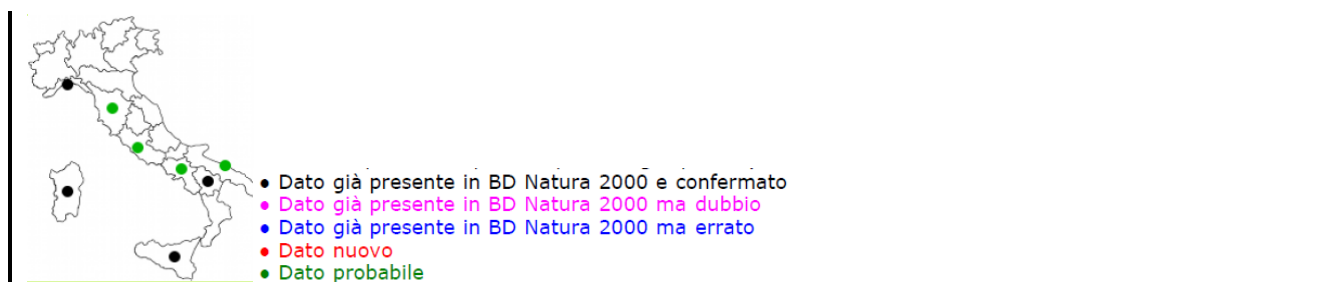 ● Dato già presente in BD Natura 2000 e confermato
● Dato già presente in BD Natura 2000 ma dubbio
● Dato già presente in BD Natura 2000 ma errato
● Dato nuovo
● Dato probabile